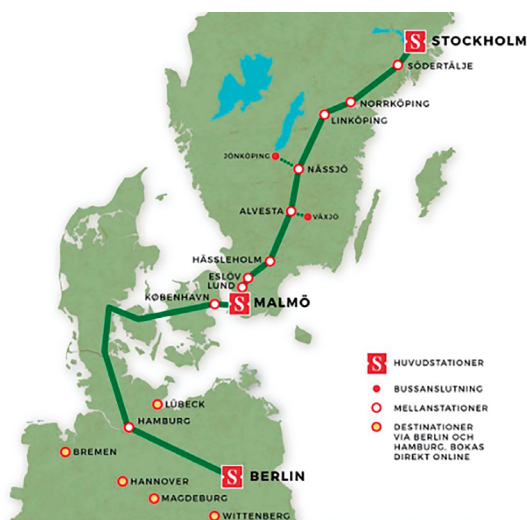 S STOCKHOLM
SÖDERTÄLJE
NORRKÖPING
LINKÖPING
JÖNKÖPING
NÄSSJÖ
ALVESTA
VÄXJÖ
HÄSSLEHOLM
ESLÖV
LUND
KØBENHAVN
S MALMÖ
LÜBECK
HAMBURG
BREMEN
S BERLIN
HANNOVER
MAGDEBURG
WITTENBERG
S HUVUDSTATIONER
BUSSANSLUTNING
MELLANSTATIONER
DESTINATIONER
VIA BERLIN OCH
HAMBURG, BOKAS
DIREKT ONLINE